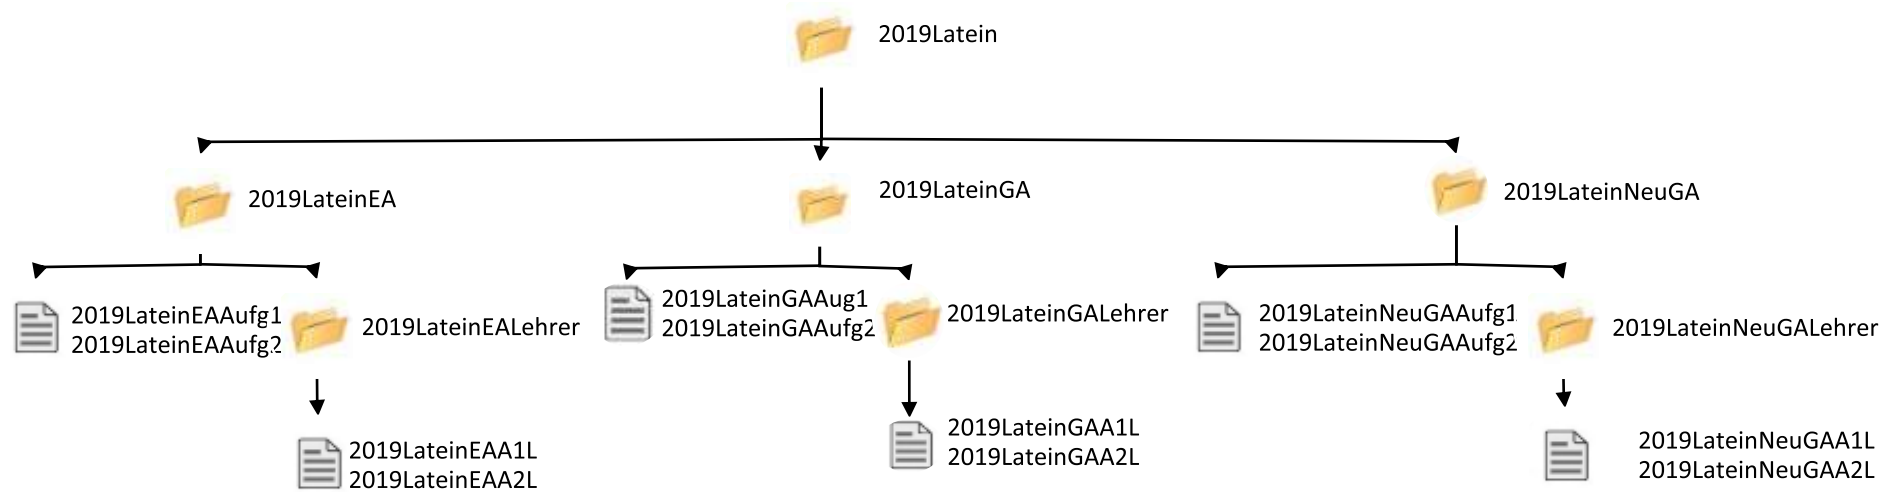 2019Latein
2019LateinEA
2019LateinGA
2019LateinNeuGA
2019LateinEAAufg1
2019LateinEAAufg2
2019LateinEALehrer
2019LateinGAAug1
2019LateinGAAufg2
2019LateinGALehrer
2019LateinNeuGAAufg1
2019LateinNeuGAAufg2
2019LateinNeuGALehrer
2019LateinEAA1L
2019LateinEAA2L
2019LateinGAA1L
2019LateinGAA2L
2019LateinNeuGAA1L
2019LateinNeuGAA2L